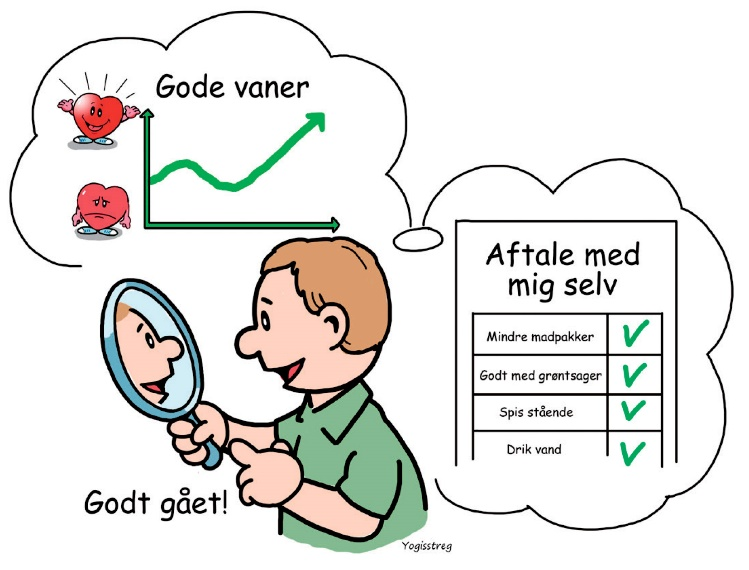 Gode vaner
Aftale med
mig selv
Mindre madpakker
Godt med grøntsager
Spis stående
Drik vand
Godt gået!
Yogisstreg